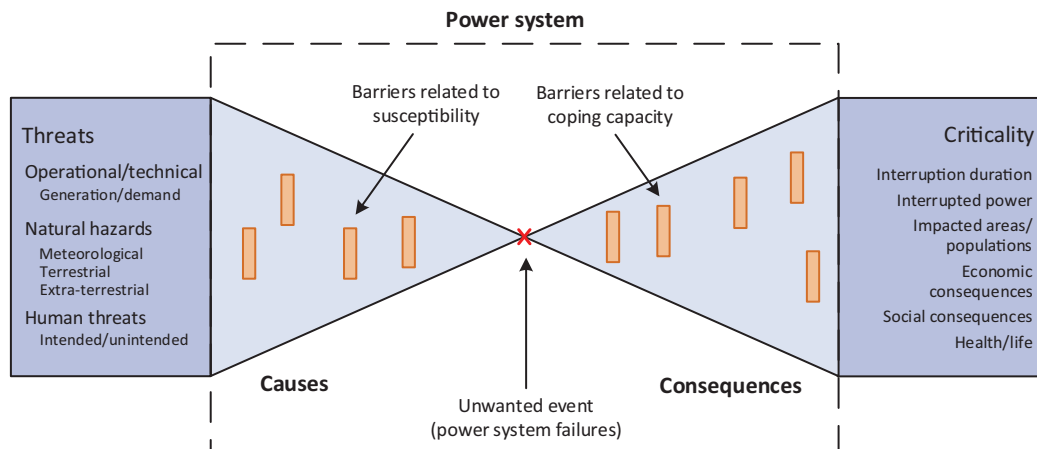 Power system
Barriers related to
susceptibility
Barriers related to
coping capacity
Threats
Operational/technical
Generation/demand
Natural hazards
Meteorological
Terrestrial
Extra-terrestrial
Human threats
Intended/unintended
Criticality
Interruption duration
Interrupted power
Impacted areas/
populations
Economic
consequences
Social consequences
Health/life
Causes
Consequences
Unwanted event
(power system failures)